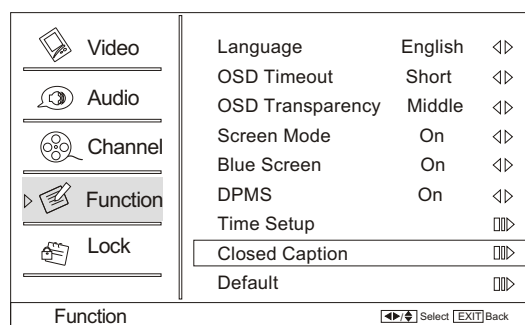 Video
Audio
Channel
Function
Lock
Language English
OSD Timeout Short
OSD Transparency Middle
Screen Mode On
Blue Screen On
DPMS On
Time Setup
Closed Caption
Default
Function Select EXIT Back